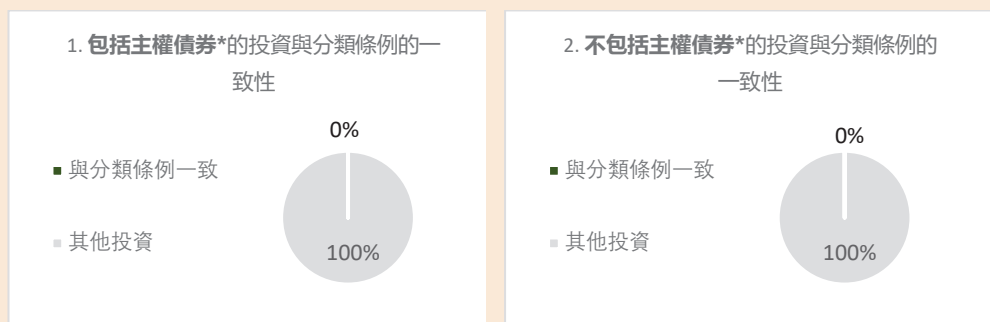 1. 包括主權債券*的投資與分類條例的一
致性
0%
與分類條例一致
其他投資
100%
2. 不包括主權債券*的投資與分類條例的
一致性
0%
與分類條例一致
其他投資
100%